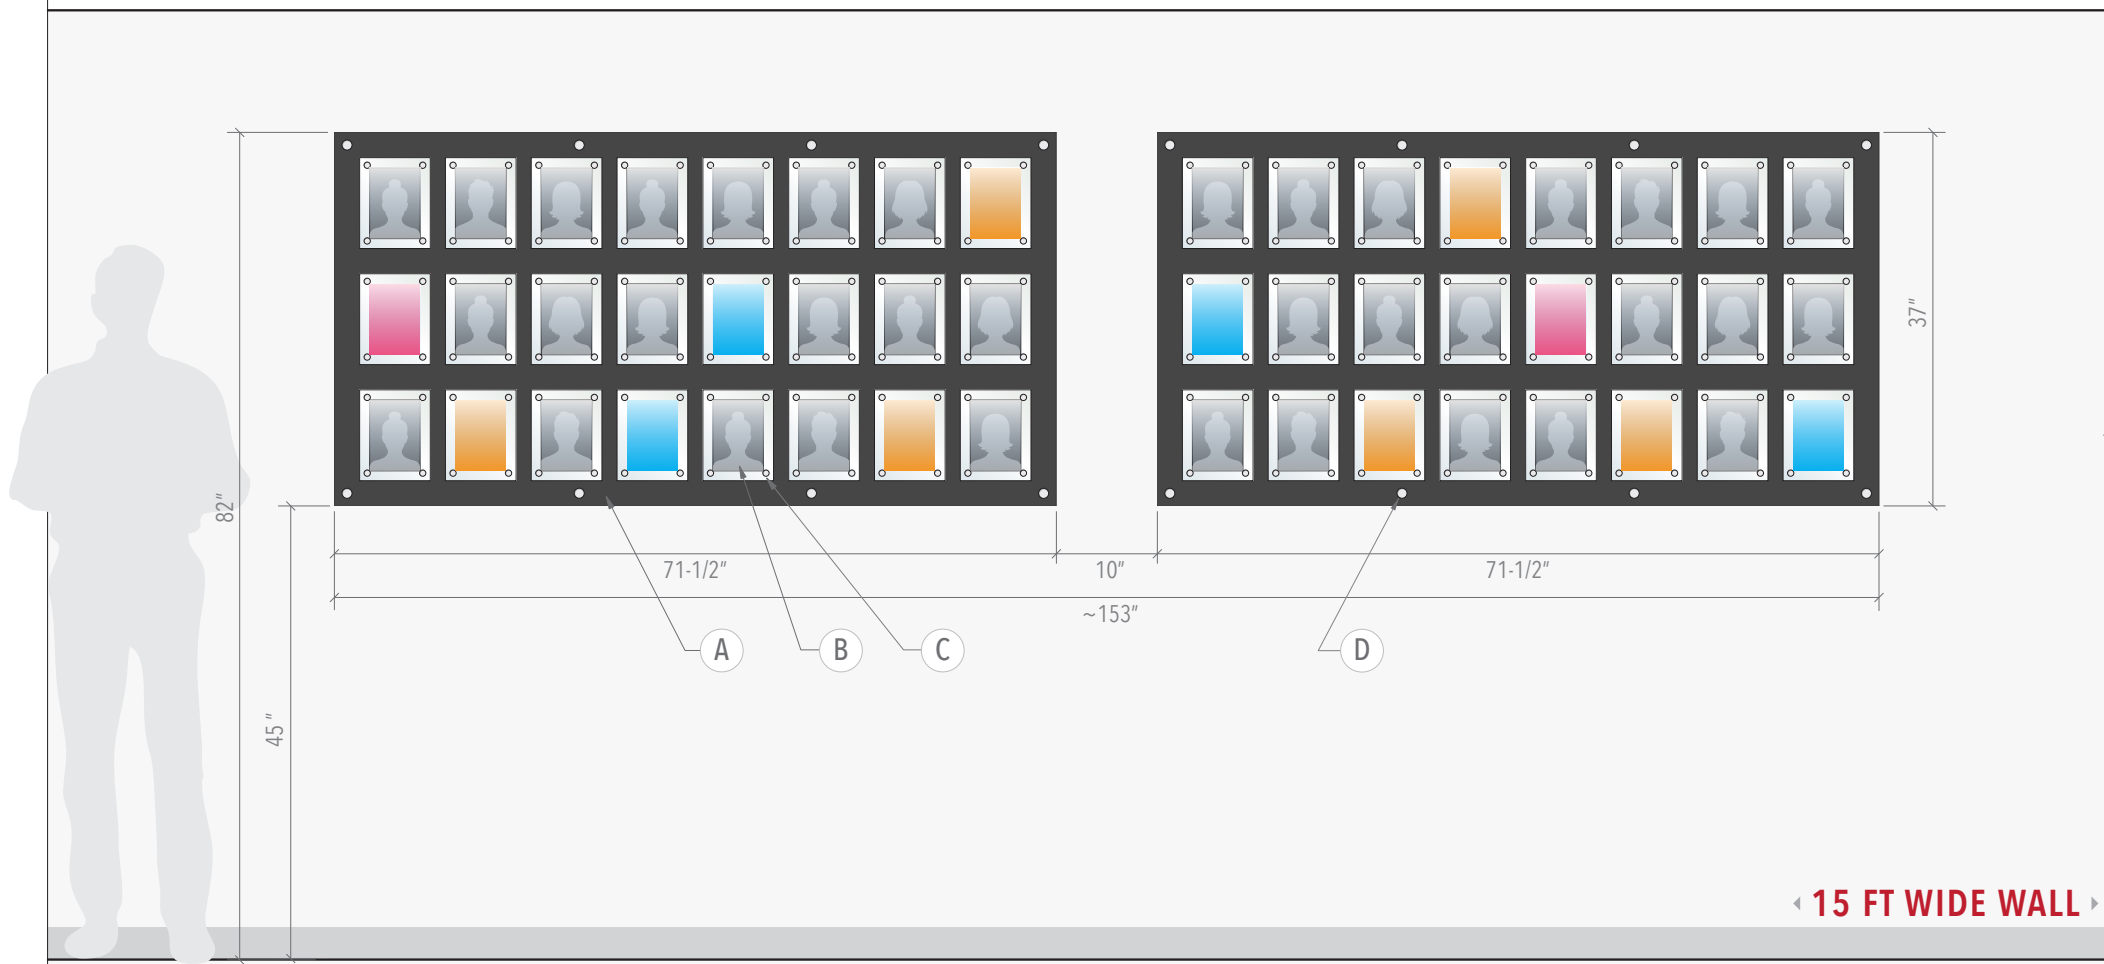 37"
82"
71-1/2"
10"
71-1/2"
~153"
A
B
C
D
45 "
15 FT WIDE WALL